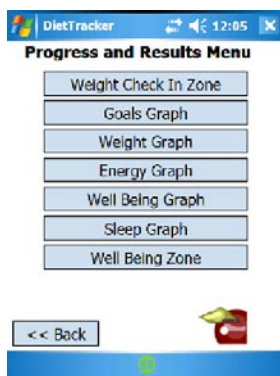 DietTracker 12:05
Progress and Results Menu
Weight Check In Zone
Goals Graph
Weight Graph
Energy Graph
Well Being Graph
Sleep Graph
Well Being Zone
<< Back